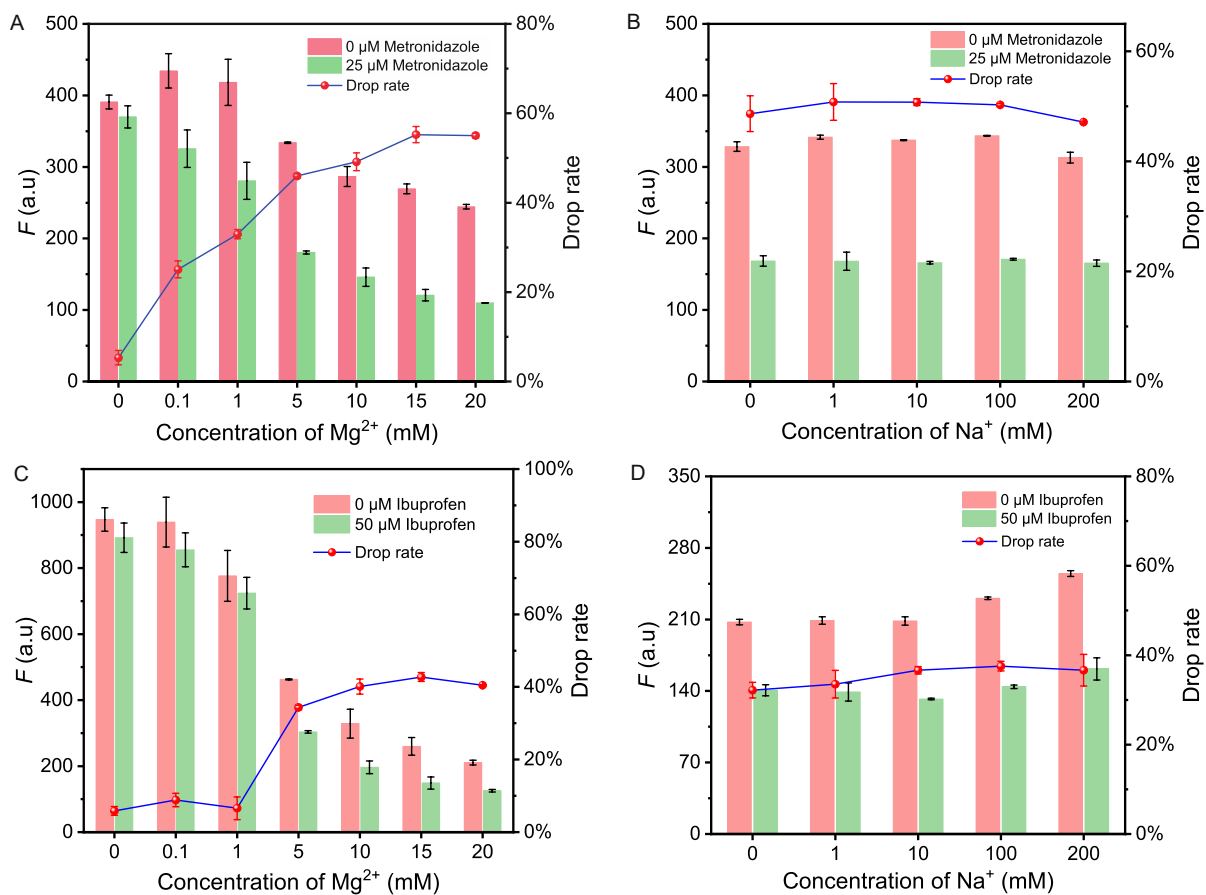 A
500
400
300
200
100
0
F (a.u)
80%
60%
40%
20%
0%
Drop rate
0 μM Metronidazole
25 μM Metronidazole
Drop rate
0 0.1 1 5 10 15 20
Concentration of Mg²⁺ (mM)
B
500
400
300
200
100
0
F (a.u)
60%
40%
20%
0%
Drop rate
0 μM Metronidazole
25 μM Metronidazole
Drop rate
0 1 10 100 200
Concentration of Na⁺ (mM)
C
1000
800
600
400
200
0
F (a.u)
100%
80%
60%
40%
20%
0%
Drop rate
0 μM Ibuprofen
50 μM Ibuprofen
Drop rate
0 0.1 1 5 10 15 20
Concentration of Mg²⁺ (mM)
D
350
280
210
140
70
0
F (a.u)
80%
60%
40%
20%
0%
Drop rate
0 μM Ibuprofen
50 μM Ibuprofen
Drop rate
0 1 10 100 200
Concentration of Na⁺ (mM)